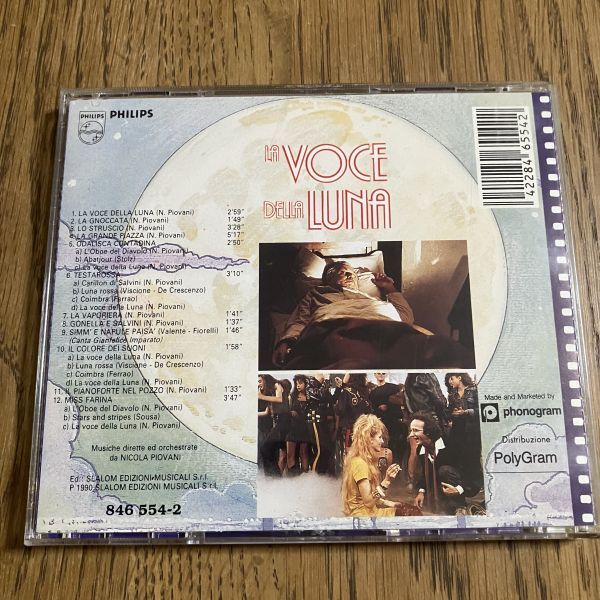 PHILIPS
PHILIPS
LA VOCE
DELLA LUNA
42284 65542
1. LA VOCE DELLA LUNA (N. Piovani) 2'59"
2. LA GNOCCATA (N. Piovani) 1'49"
3. LO STRUSCIO (N. Piovani) 3'28"
4. LA GRANDE PIAZZA (N. Piovani) 5'17"
5. ODALISCA CONTADINA 2'50"
a) L'Oboe del Diavolo (N. Piovani)
b) Abatjour (Stolz)
c) La voce della Luna (N. Piovani)
6. TESTAROSSA 3'10"
a) Carillon di Salvini (N. Piovani)
b) Luna rossa (Viscione - De Crescenzo)
c) Coimbra (Ferrao)
d) La voce della Luna (N. Piovani)
7. LA VAPORIERA (N. Piovani) 1'41"
8. GONELLA E SALVINI (N. Piovani) 1'37"
9. SIMM' E NAPULE PAISA' (Valente - Fiorelli) 1'46"
(Canta Gianfelice Imparato)
10. IL COLORE DEI SUONI 1'58"
a) La voce della Luna (N. Piovani)
b) Luna rossa (Viscione - De Crescenzo)
c) Coimbra (Ferrao)
d) La voce della Luna (N. Piovani)
11. IL PIANOFORTE NEL POZZO (N. Piovani) 1'33"
12. MISS FARINA 3'47"
a) L'Oboe del Diavolo (N. Piovani)
b) Stars and stripes (Sousa)
c) La voce della Luna (N. Piovani)
Musiche dirette ed orchestrate
da NICOLA PIOVANI
Ed.: SLALOM EDIZIONI MUSICALI S.r.l.
P 1990 SLALOM EDIZIONI MUSICALI S.r.l.
846 554-2
Made and Marketed by
phonogram
Distribuzione
PolyGram